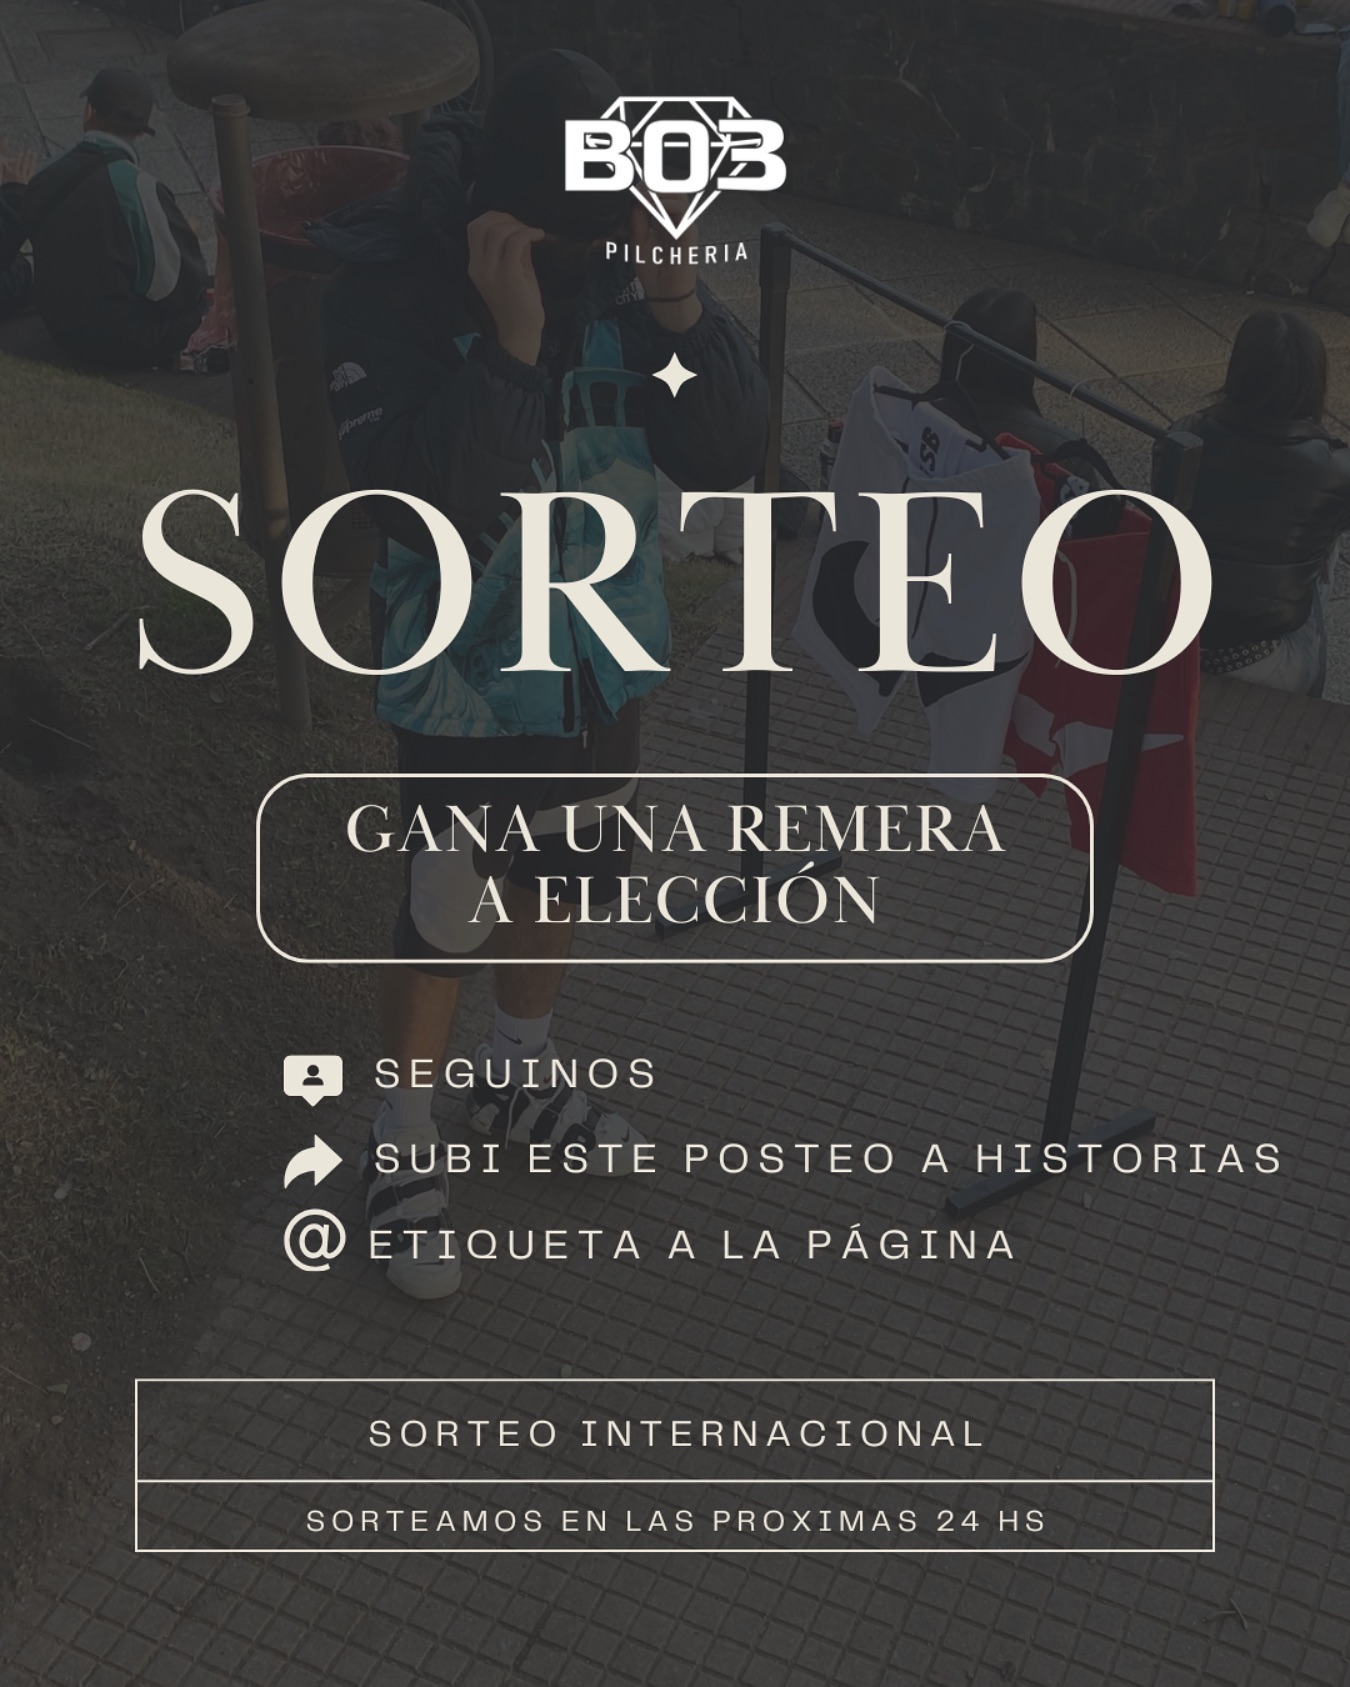 BOB
PILCHERIA
SORTEO
GANA UNA REMERA
A ELECCIÓN
SEGUINOS
SUBI ESTE POSTEO A HISTORIAS
@ ETIQUETA A LA PÁGINA
SORTEO INTERNACIONAL
SORTEAMOS EN LAS PROXIMAS 24 HS